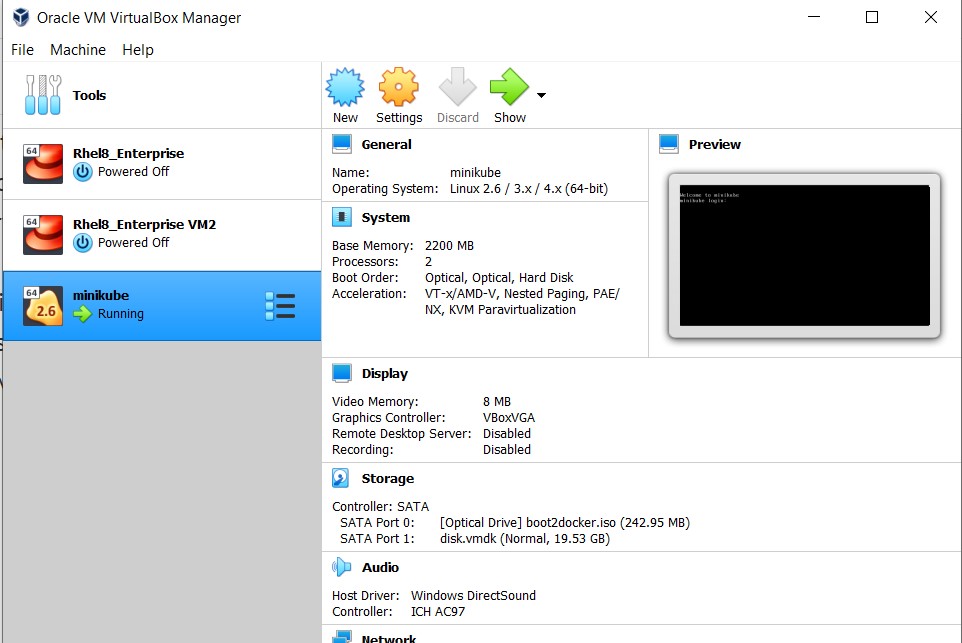 Oracle VM VirtualBox Manager
File Machine Help
Tools
New Settings Discard Show
64
Rhel8_Enterprise
Powered Off
64
Rhel8_Enterprise VM2
Powered Off
64
2.6
minikube
Running
General
Name: minikube
Operating System: Linux 2.6 / 3.x / 4.x (64-bit)
System
Base Memory: 2200 MB
Processors: 2
Boot Order: Optical, Optical, Hard Disk
Acceleration: VT-x/AMD-V, Nested Paging, PAE/
NX, KVM Paravirtualization
Preview
Welcome to minikube
minikube login:
Display
Video Memory: 8 MB
Graphics Controller: VBoxVGA
Remote Desktop Server: Disabled
Recording: Disabled
Storage
Controller: SATA
SATA Port 0: [Optical Drive] boot2docker.iso (242.95 MB)
SATA Port 1: disk.vmdk (Normal, 19.53 GB)
Audio
Host Driver: Windows DirectSound
Controller: ICH AC97
Network